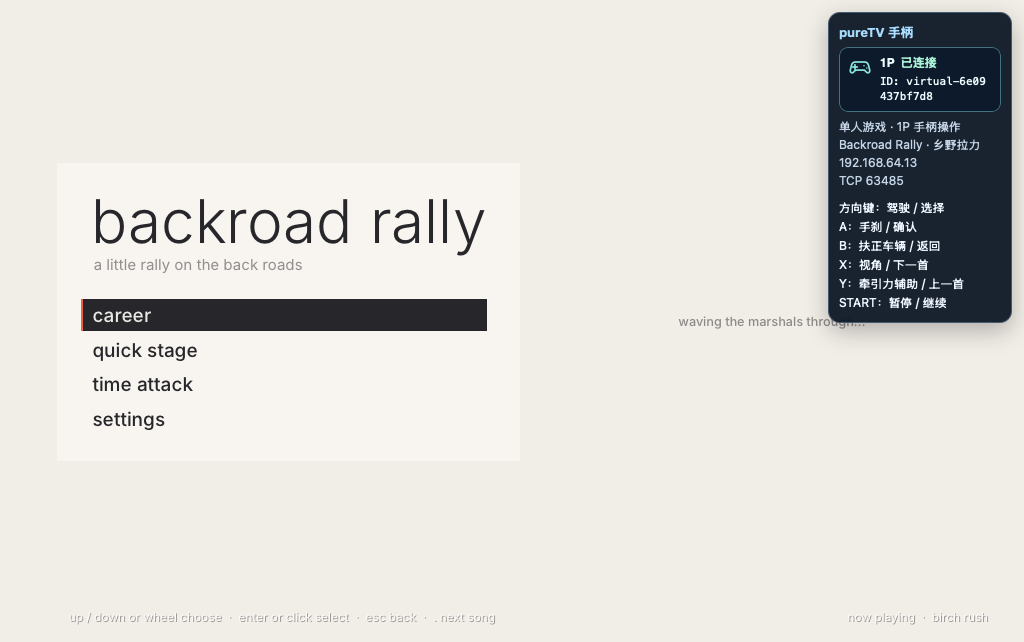 pureTV 手柄
1P 已连接
ID: virtual-6e09
437bf7d8
单人游戏 · 1P 手柄操作
Backroad Rally · 乡野拉力
192.168.64.13
TCP 63485
方向键：驾驶 / 选择
A：手刹 / 确认
B：扶正车辆 / 返回
X：视角 / 下一首
Y：牵引力辅助 / 上一首
START：暂停 / 继续
backroad rally
a little rally on the back roads
career
quick stage
time attack
settings
waving the marshals through...
up / down or wheel choose · enter or click select · esc back · . next song
now playing · birch rush